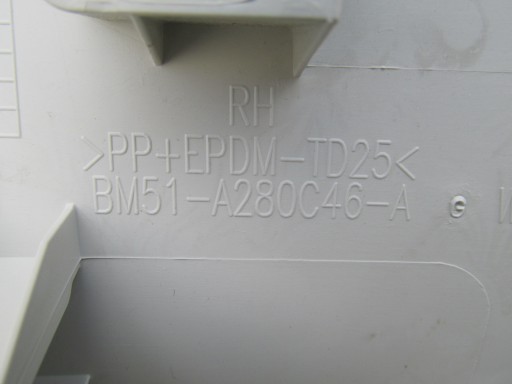 RH
>PP+EPDM-TD25<
BM51-A280C46-A
G